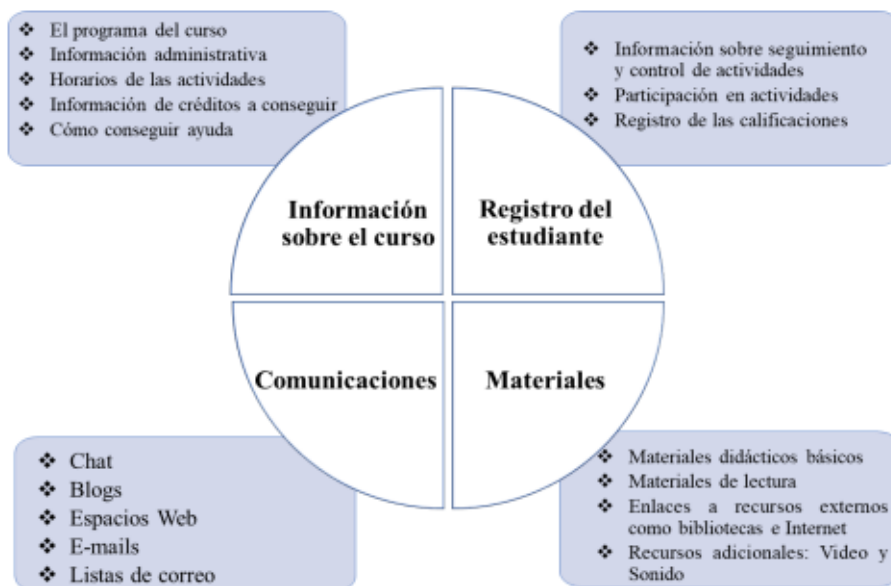 ❖ El programa del curso
❖ Información administrativa
❖ Horarios de las actividades
❖ Información de créditos a conseguir
❖ Cómo conseguir ayuda
❖ Información sobre seguimiento
y control de actividades
❖ Participación en actividades
❖ Registro de las calificaciones
Información
sobre el curso
Registro del
estudiante
Comunicaciones
Materiales
❖ Chat
❖ Blogs
❖ Espacios Web
❖ E-mails
❖ Listas de correo
❖ Materiales didácticos básicos
❖ Materiales de lectura
❖ Enlaces a recursos externos
como bibliotecas e Internet
❖ Recursos adicionales: Video y
Sonido